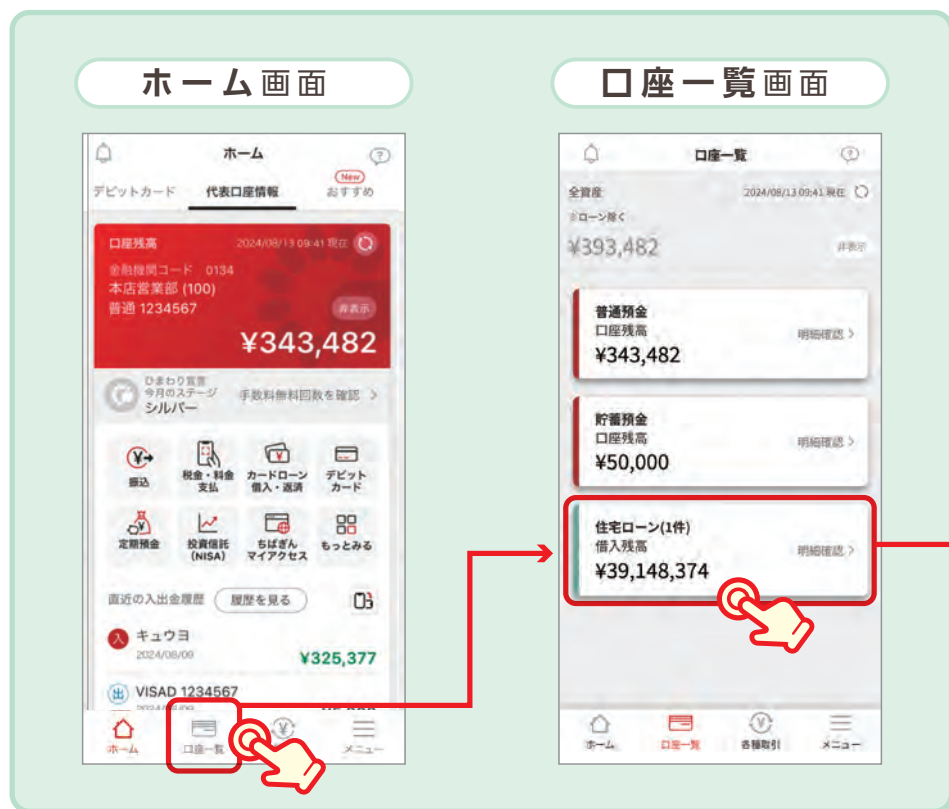 ホーム画面
ホーム
デビットカード
代表口座情報
New
おすすめ
口座残高
2024/08/13 09:41 現在
金融機関コード 0134
本店営業部 (100)
普通 1234567
非表示
¥343,482
ひまわり宣言
今月のステージ
シルバー
手数料無料回数を確認 >
振込
税金・料金
支払
カードローン
借入・返済
デビット
カード
定期預金
投資信託
(NISA)
ちばぎん
マイアクセス
もっとみる
直近の入出金履歴
履歴を見る
入 キュウヨ
2024/08/09
¥325,377
出 VISAD 1234567
ホーム
口座一覧
メニュー
口座一覧画面
口座一覧
全資産
2024/08/13 09:41 現在
※ローン除く
¥393,482
非表示
普通預金
口座残高
¥343,482
明細確認 >
貯蓄預金
口座残高
¥50,000
明細確認 >
住宅ローン(1件)
借入残高
¥39,148,374
明細確認 >
ホーム
口座一覧
各種取引
メニュー